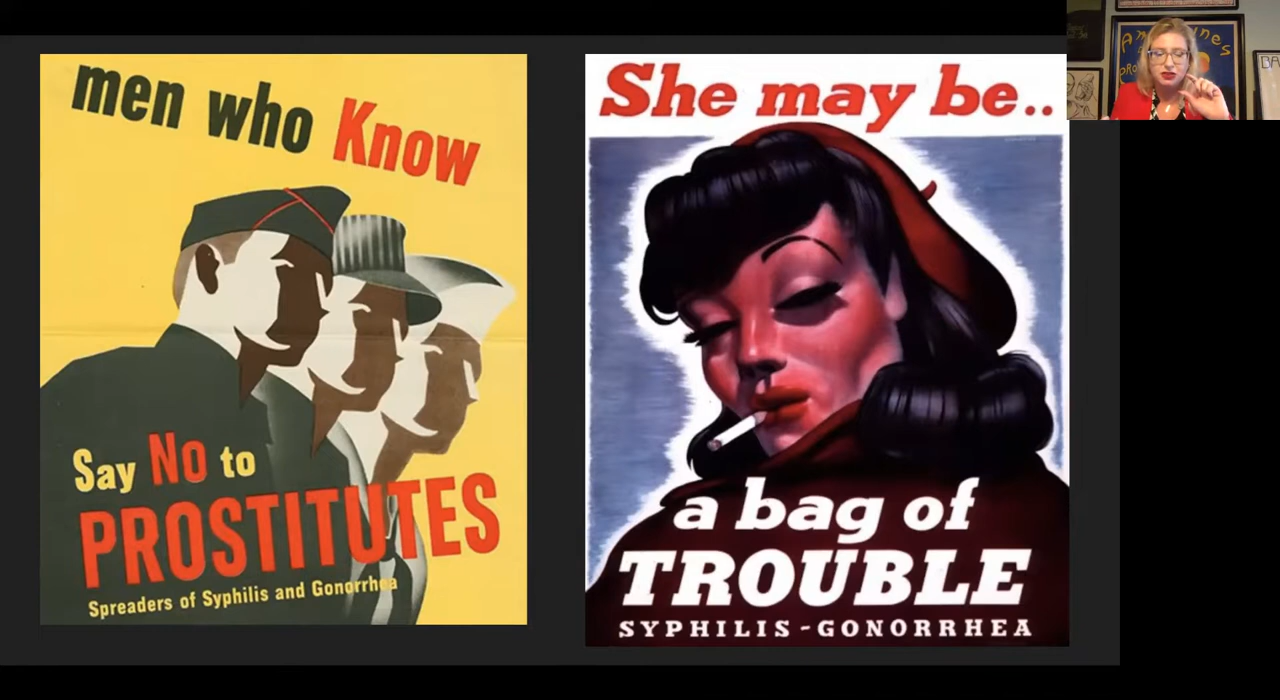 men who Know
Say No to
PROSTITUTES
Spreaders of Syphilis and Gonorrhea
She may be..
a bag of
TROUBLE
SYPHILIS-GONORRHEA